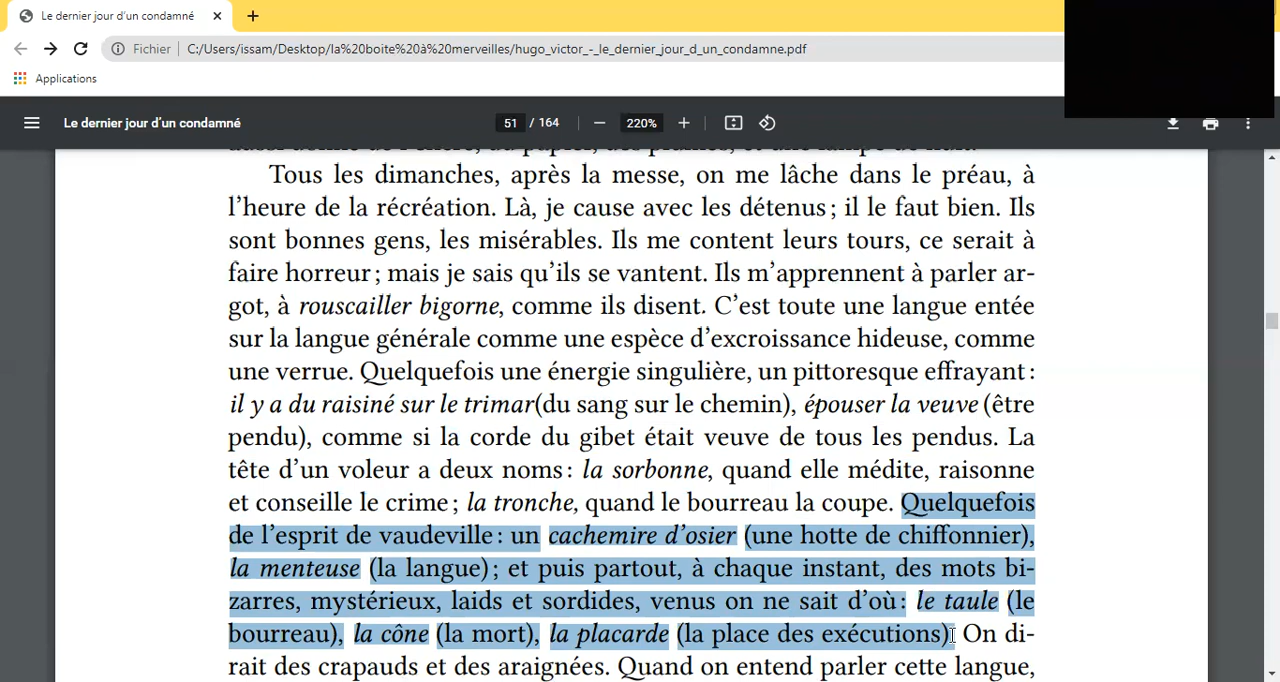 Le dernier jour d'un condamné
Fichier C:/Users/issam/Desktop/la%20boite%20à%20merveilles/hugo_victor_-_le_dernier_jour_d_un_condamne.pdf
Applications
Le dernier jour d'un condamné 51 / 164 220%
Tous les dimanches, après la messe, on me lâche dans le préau, à
l'heure de la récréation. Là, je cause avec les détenus ; il le faut bien. Ils
sont bonnes gens, les misérables. Ils me content leurs tours, ce serait à
faire horreur ; mais je sais qu'ils se vantent. Ils m'apprennent à parler ar-
got, à rouscailler bigorne, comme ils disent. C'est toute une langue entée
sur la langue générale comme une espèce d'excroissance hideuse, comme
une verrue. Quelquefois une énergie singulière, un pittoresque effrayant :
il y a du raisiné sur le trimar(du sang sur le chemin), épouser la veuve (être
pendu), comme si la corde du gibet était veuve de tous les pendus. La
tête d'un voleur a deux noms : la sorbonne, quand elle médite, raisonne
et conseille le crime ; la tronche, quand le bourreau la coupe. Quelquefois
de l'esprit de vaudeville : un cachemire d'osier (une hotte de chiffonnier),
la menteuse (la langue) ; et puis partout, à chaque instant, des mots bi-
zarres, mystérieux, laids et sordides, venus on ne sait d'où : le taule (le
bourreau), la cône (la mort), la placarde (la place des exécutions). On di-
rait des crapauds et des araignées. Quand on entend parler cette langue,